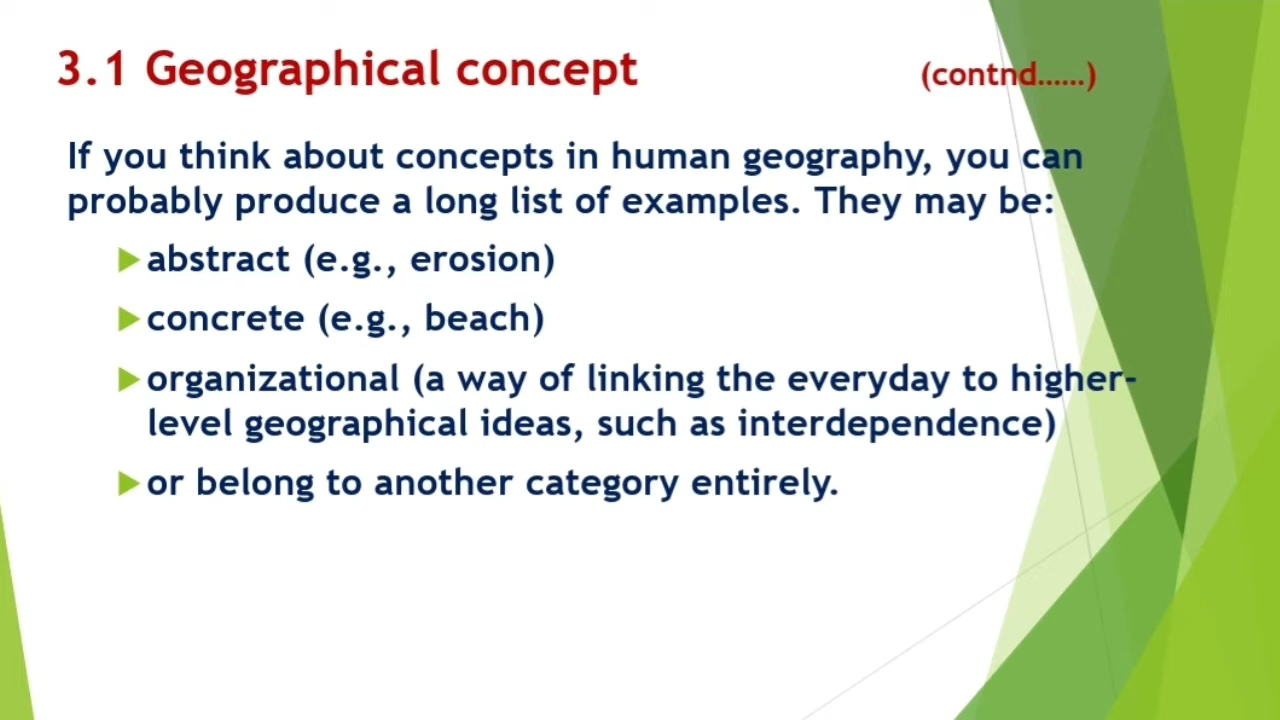 3.1 Geographical concept (contnd......)
If you think about concepts in human geography, you can
probably produce a long list of examples. They may be:
abstract (e.g., erosion)
concrete (e.g., beach)
organizational (a way of linking the everyday to higher-
level geographical ideas, such as interdependence)
or belong to another category entirely.